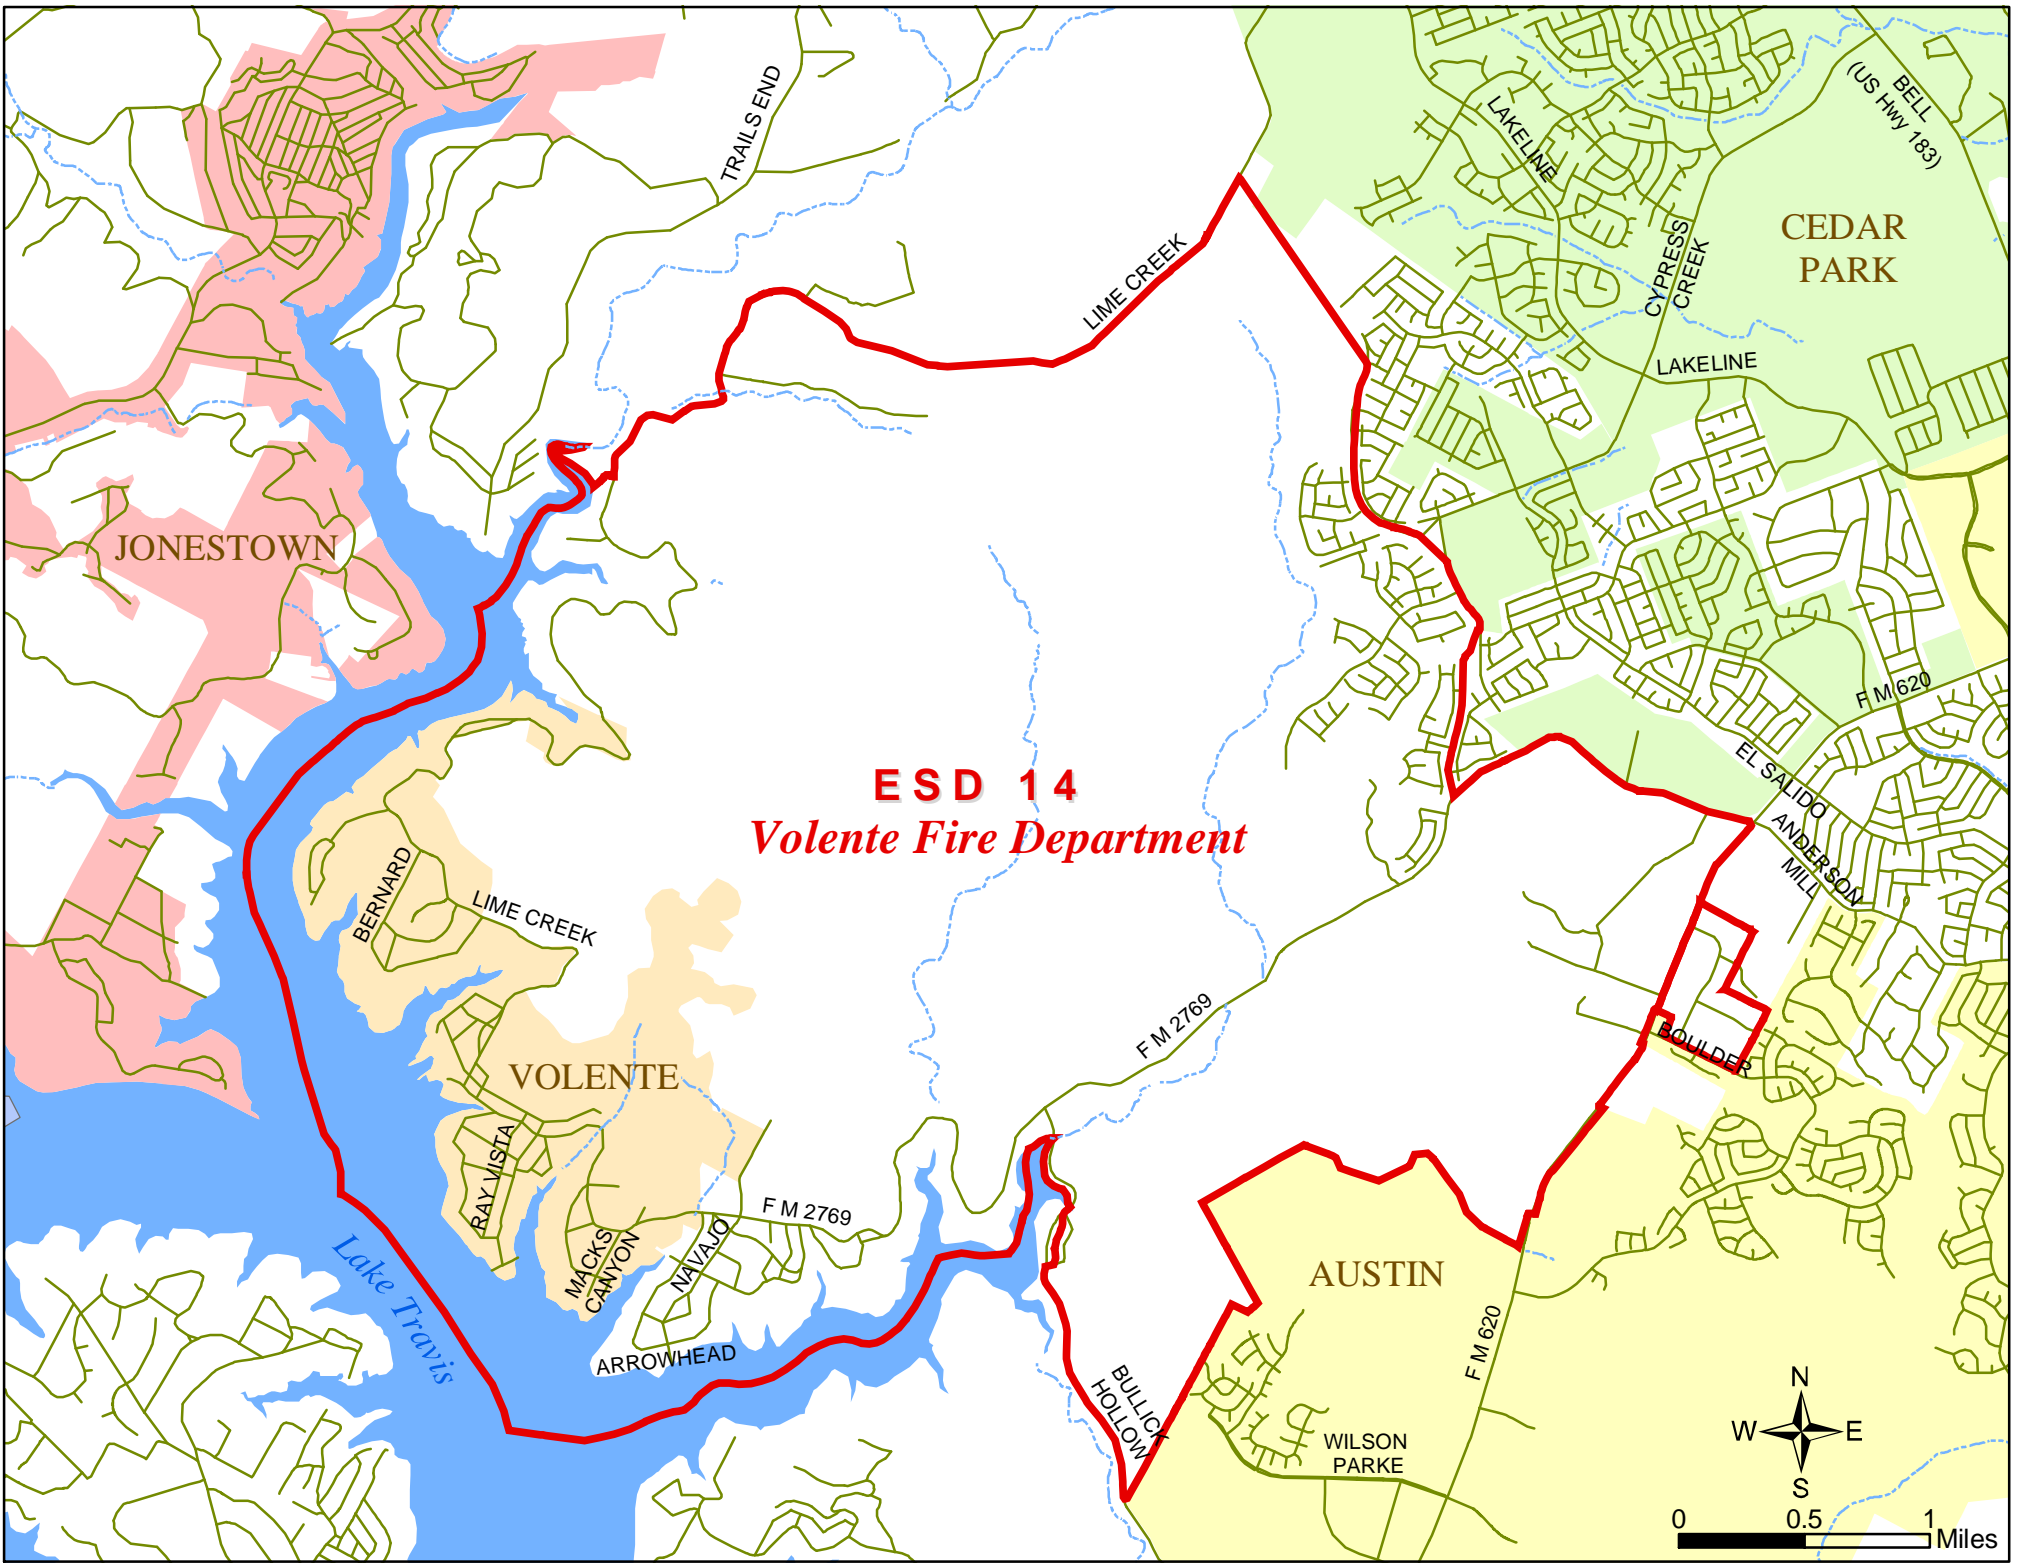 TRAILS END
LAKELINE
BELL
(US Hwy 183)
CEDAR
PARK
CYPRESS
CREEK
LIME CREEK
LAKELINE
JONESTOWN
F M 620
EL SALIDO
ANDERSON
MILL
ESD 14
Volente Fire Department
BERNARD
LIME CREEK
F M 2769
BOULDER
VOLENTE
RAY VISTA
F M 2769
NAVAJO
MACKS
CANYON
Lake Travis
ARROWHEAD
AUSTIN
F M 620
BULLICK
HOLLOW
WILSON
PARKE
N
W
E
S
0
0.5
1
Miles